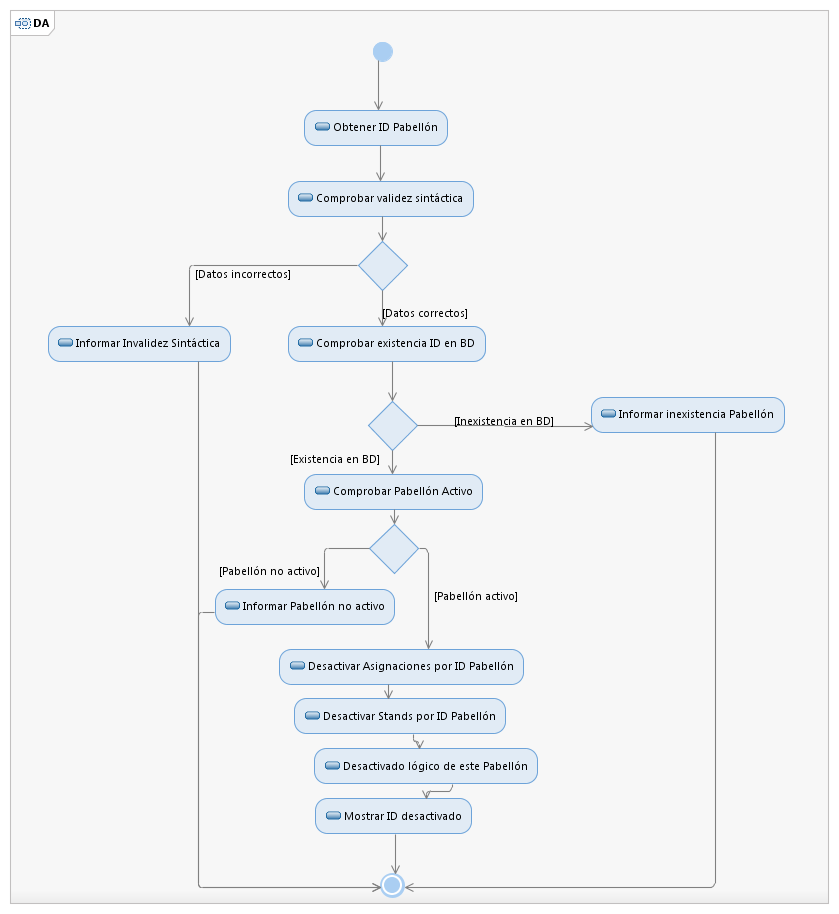 DA
Obtener ID Pabellón
Comprobar validez sintáctica
[Datos incorrectos]
[Datos correctos]
Informar Invalidez Sintáctica
Comprobar existencia ID en BD
[Inexistencia en BD]
Informar inexistencia Pabellón
[Existencia en BD]
Comprobar Pabellón Activo
[Pabellón no activo]
[Pabellón activo]
Informar Pabellón no activo
Desactivar Asignaciones por ID Pabellón
Desactivar Stands por ID Pabellón
Desactivado lógico de este Pabellón
Mostrar ID desactivado